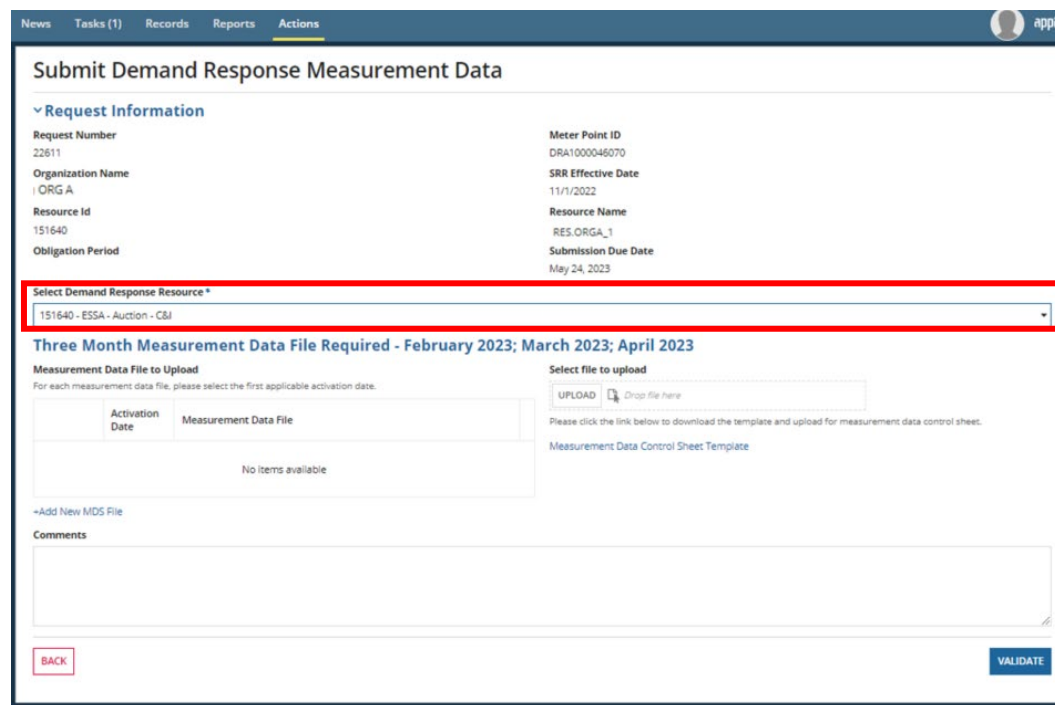 News Tasks (1) Records Reports Actions
Submit Demand Response Measurement Data
Request Information
Request Number
22611
Organization Name
ORG A
Resource Id
151640
Obligation Period
Meter Point ID
DRA1000046070
SRR Effective Date
11/1/2022
Resource Name
RES.ORGA_1
Submission Due Date
May 24, 2023
Select Demand Response Resource *
151640 - ESSA - Auction - C&I
Three Month Measurement Data File Required - February 2023; March 2023; April 2023
Measurement Data File to Upload
For each measurement data file, please select the first applicable activation date.
Activation
Date
Measurement Data File
No items available
+Add New MDS File
Select file to upload
UPLOAD Drop file here
Please click the link below to download the template and upload for measurement data control sheet.
Measurement Data Control Sheet Template
Comments
BACK
VALIDATE